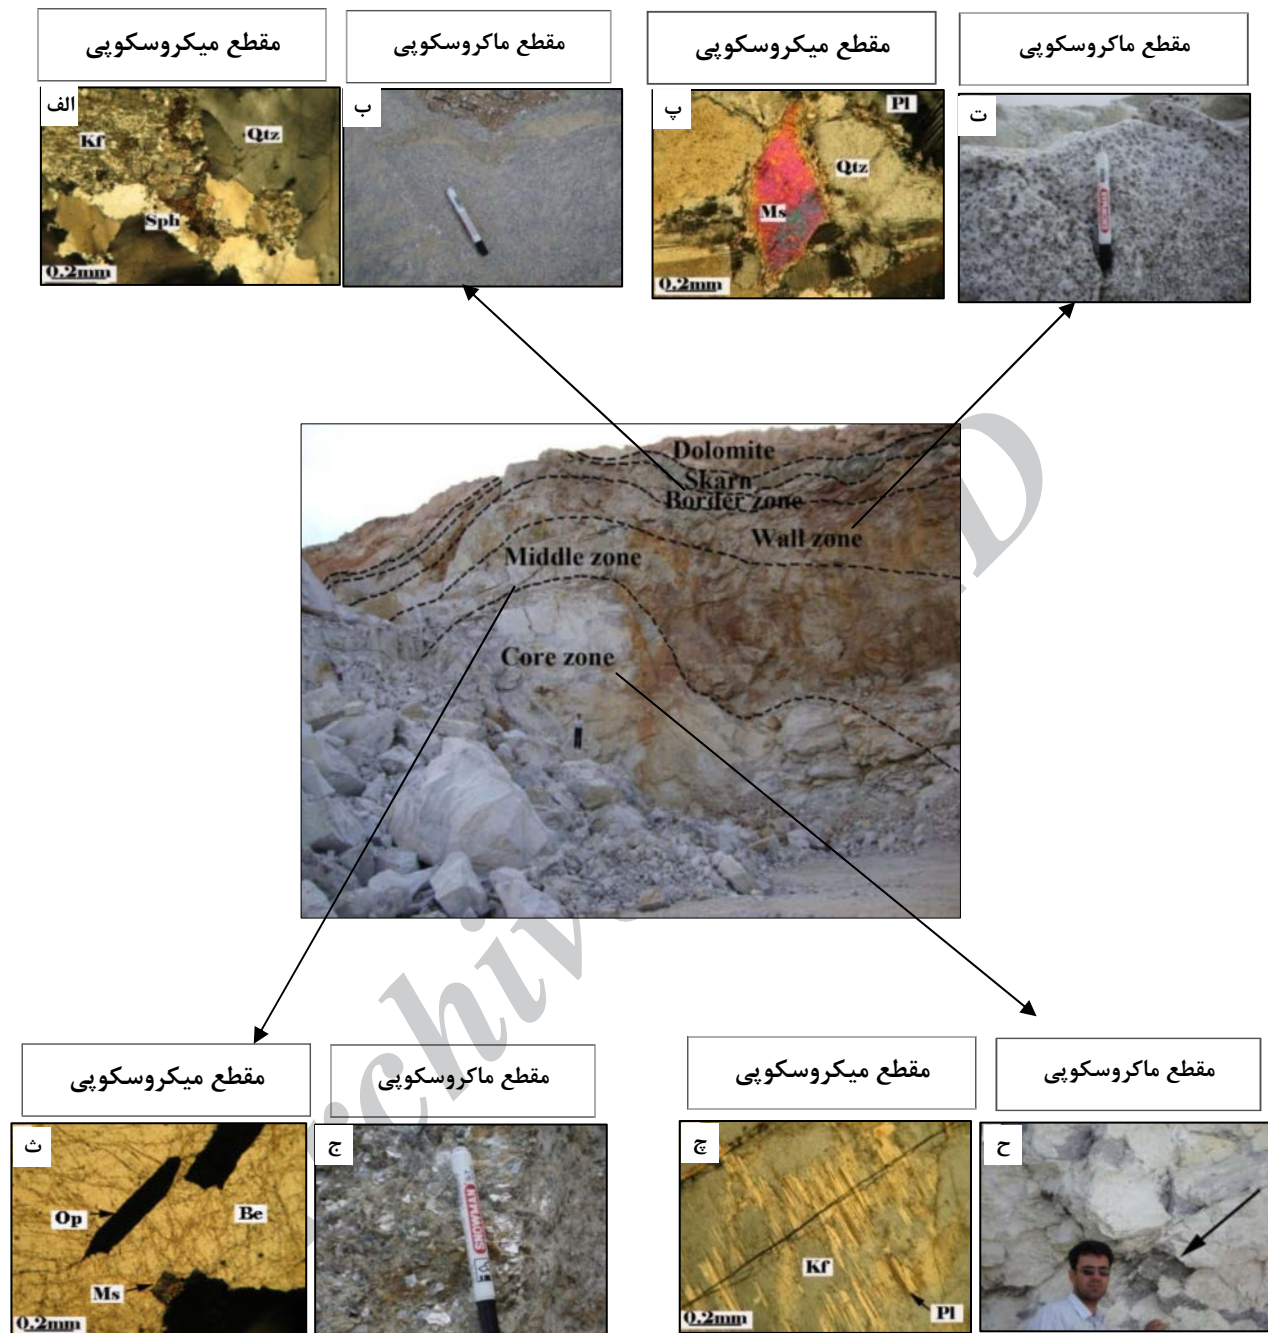 مقطع میکروسکوپی
مقطع ماکروسکوپی
مقطع میکروسکوپی
مقطع ماکروسکوپی
الف
Kf
Qtz
Sph
0.2mm
ب
پ
Pl
Qtz
Ms
0.2mm
ت
SNOWMAN
Dolomite
Skarn
Border zone
Wall zone
Middle zone
Core zone
مقطع میکروسکوپی
مقطع ماکروسکوپی
مقطع میکروسکوپی
مقطع ماکروسکوپی
ث
Op
Be
Ms
0.2mm
ج
SNOWMAN
چ
Kf
Pl
0.2mm
ح